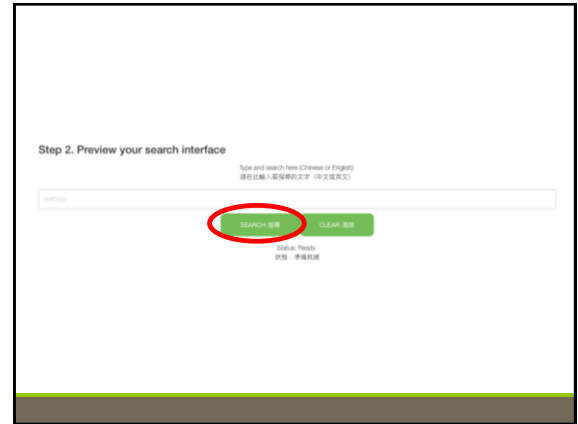 Step 2. Preview your search interface
Type and search here (Chinese or English)
請在此輸入要搜尋的文字（中文或英文）
average
SEARCH 搜尋
CLEAR 清除
Status: Ready
狀態：準備就緒